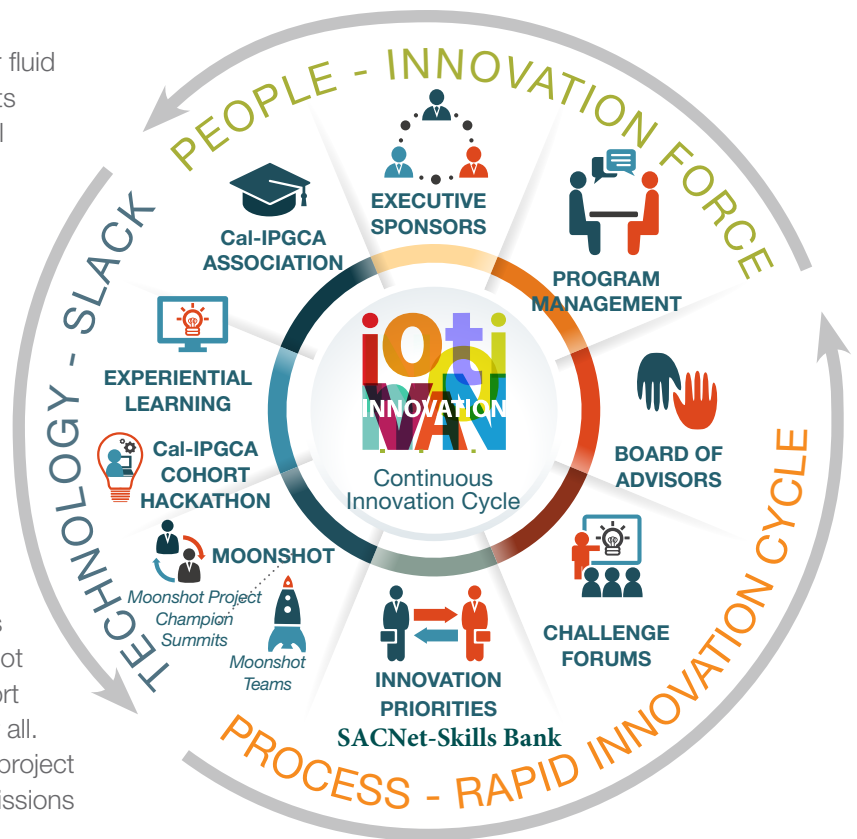 fluid
ts
l
PEOPLE - INNOVATION FORCE
EXECUTIVE
SPONSORS
PROGRAM
MANAGEMENT
BOARD OF
ADVISORS
CHALLENGE
FORUMS
INNOVATION
PRIORITIES
SACNet-Skills Bank
MOONSHOT
Moonshot Project
Champion
Summits
Moonshot
Teams
Cal-IPGCA
COHORT
HACKATHON
EXPERIENTIAL
LEARNING
Cal-IPGCA
ASSOCIATION
INNOVATION
Continuous
Innovation Cycle
TECHNOLOGY - SLACK
PROCESS - RAPID INNOVATION CYCLE
s
ot
ort
all.
project
issions